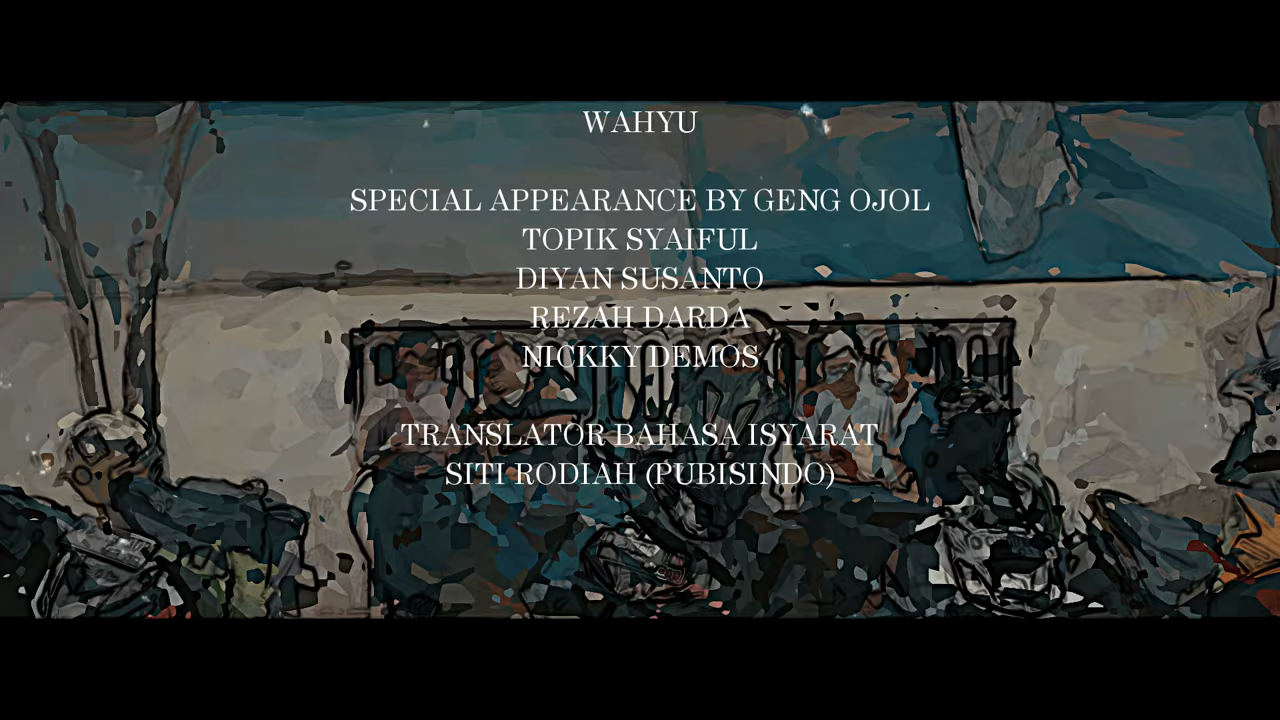 WAHYU
SPECIAL APPEARANCE BY GENG OJOL
TOPIK SYAIFUL
DIYAN SUSANTO
REZAH DARDA
NICKKY DEMOS
TRANSLATOR BAHASA ISYARAT
SITI RODIAH (PUBISINDO)